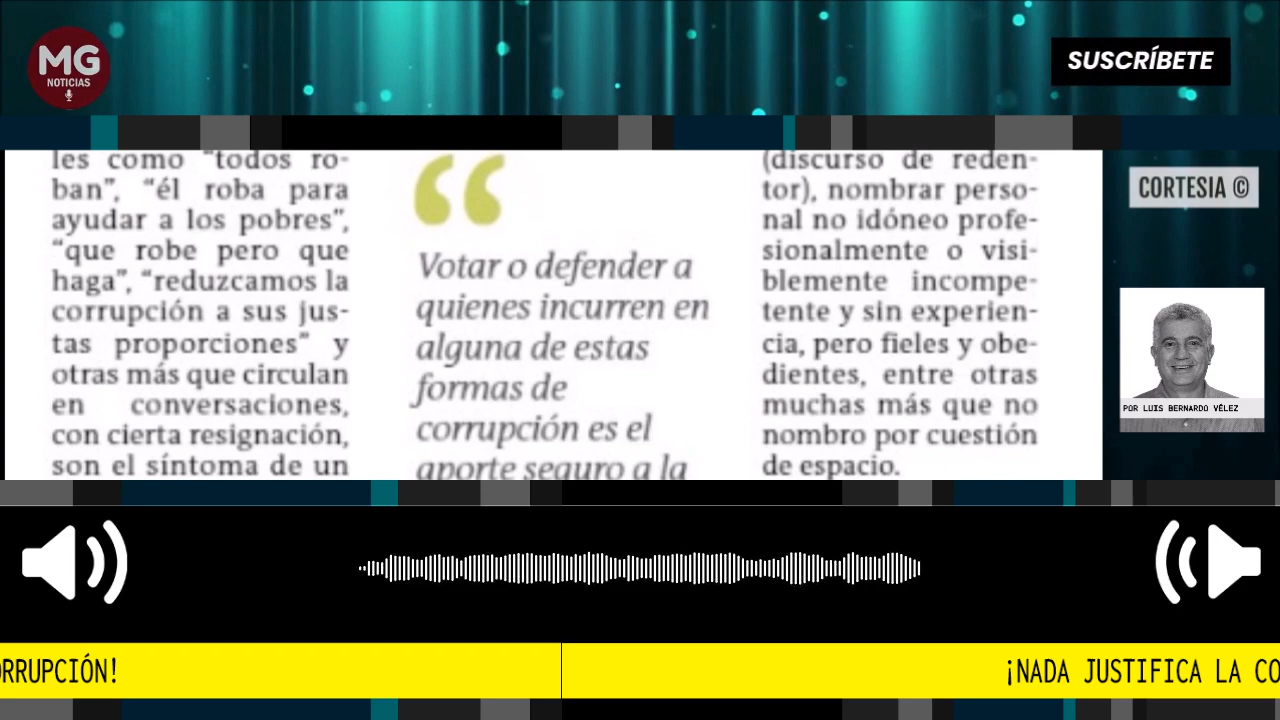 MG
NOTICIAS
SUSCRÍBETE
CORTESIA ©
les como “todos ro-
ban”, “él roba para
ayudar a los pobres”,
“que robe pero que
haga”, “reduzcamos la
corrupción a sus jus-
tas proporciones” y
otras más que circulan
en conversaciones,
con cierta resignación,
son el síntoma de un
“
Votar o defender a
quienes incurren en
alguna de estas
formas de
corrupción es el
aporte seguro a la
(discurso de reden-
tor), nombrar perso-
nal no idóneo profe-
sionalmente o visi-
blemente incompe-
tente y sin experien-
cia, pero fieles y obe-
dientes, entre otras
muchas más que no
nombro por cuestión
de espacio.
POR LUIS BERNARDO VÉLEZ
ORRUPCIÓN!
¡NADA JUSTIFICA LA CO